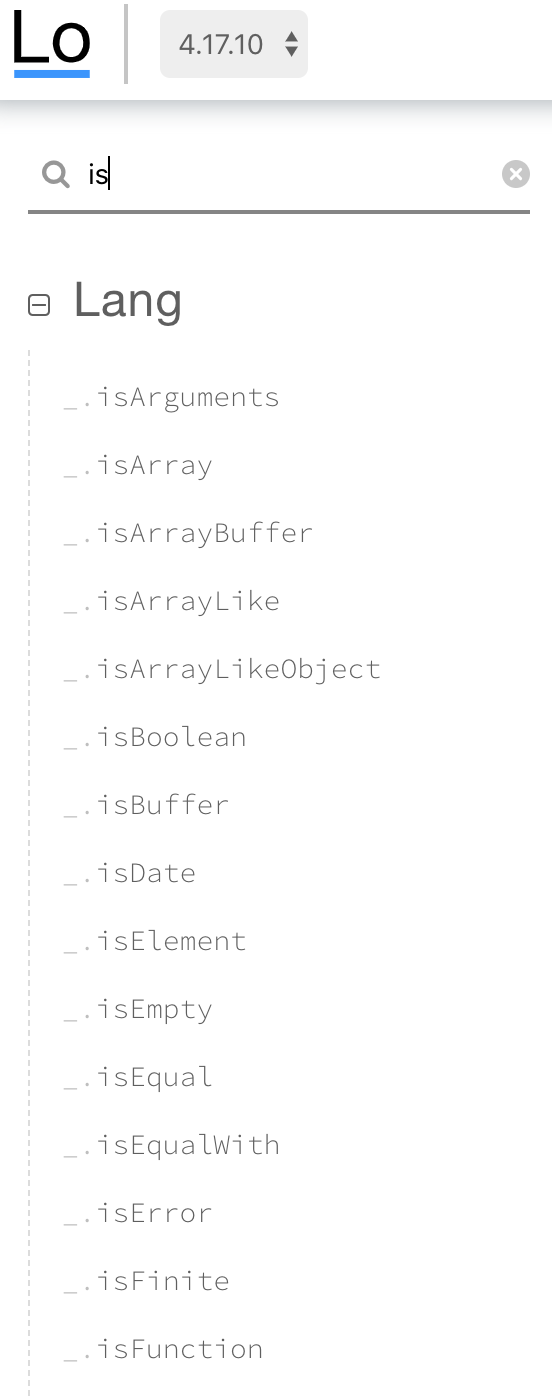 Lo
4.17.10
is
Lang
_.isArguments
_.isArray
_.isArrayBuffer
_.isArrayLike
_.isArrayLikeObject
_.isBoolean
_.isBuffer
_.isDate
_.isElement
_.isEmpty
_.isEqual
_.isEqualWith
_.isError
_.isFinite
_.isFunction